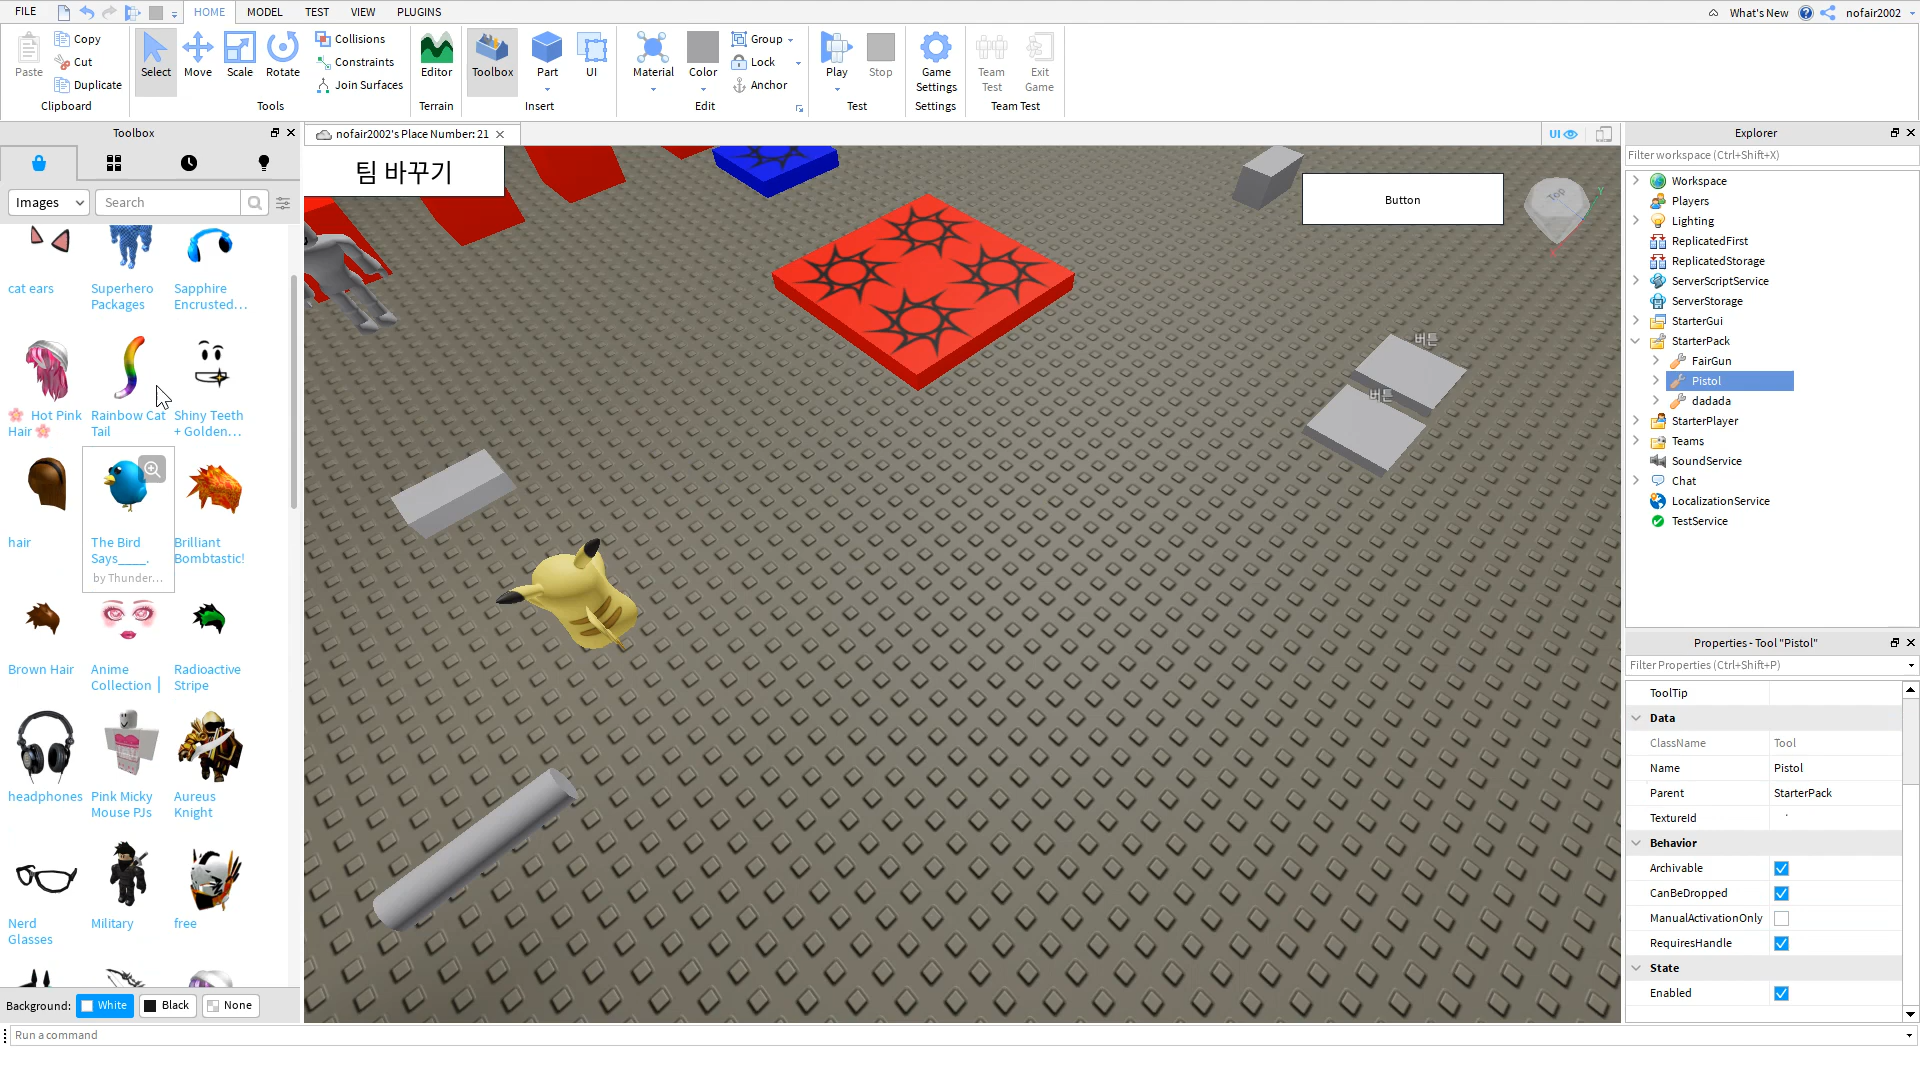 FILE
HOME
MODEL
TEST
VIEW
PLUGINS
What's New
nofair2002
Paste
Copy
Cut
Duplicate
Clipboard
Select
Move
Scale
Rotate
Collisions
Constraints
Join Surfaces
Tools
Editor
Terrain
Toolbox
Part
UI
Insert
Material
Color
Group
Lock
Anchor
Edit
Play
Stop
Test
Game
Settings
Settings
Team
Test
Exit
Game
Team Test
Toolbox
nofair2002's Place Number: 21
UI
Explorer
Images
Search
cat ears
Superhero
Packages
Sapphire
Encrusted...
Hot Pink
Hair
Rainbow Cat
Tail
Shiny Teeth
+ Golden...
hair
The Bird
Says____.
by Thunder...
Brilliant
Bombtastic!
Brown Hair
Anime
Collection |
Radioactive
Stripe
headphones
Pink Micky
Mouse PJs
Aureus
Knight
Nerd
Glasses
Military
free
Background:
White
Black
None
Run a command
팀 바꾸기
Button
TOP
Y
버튼
버튼
Filter workspace (Ctrl+Shift+X)
Workspace
Players
Lighting
ReplicatedFirst
ReplicatedStorage
ServerScriptService
ServerStorage
StarterGui
StarterPack
FairGun
Pistol
dadada
StarterPlayer
Teams
SoundService
Chat
LocalizationService
TestService
Properties - Tool "Pistol"
Filter Properties (Ctrl+Shift+P)
ToolTip
Data
ClassName Tool
Name Pistol
Parent StarterPack
TextureId
Behavior
Archivable
CanBeDropped
ManualActivationOnly
RequiresHandle
State
Enabled